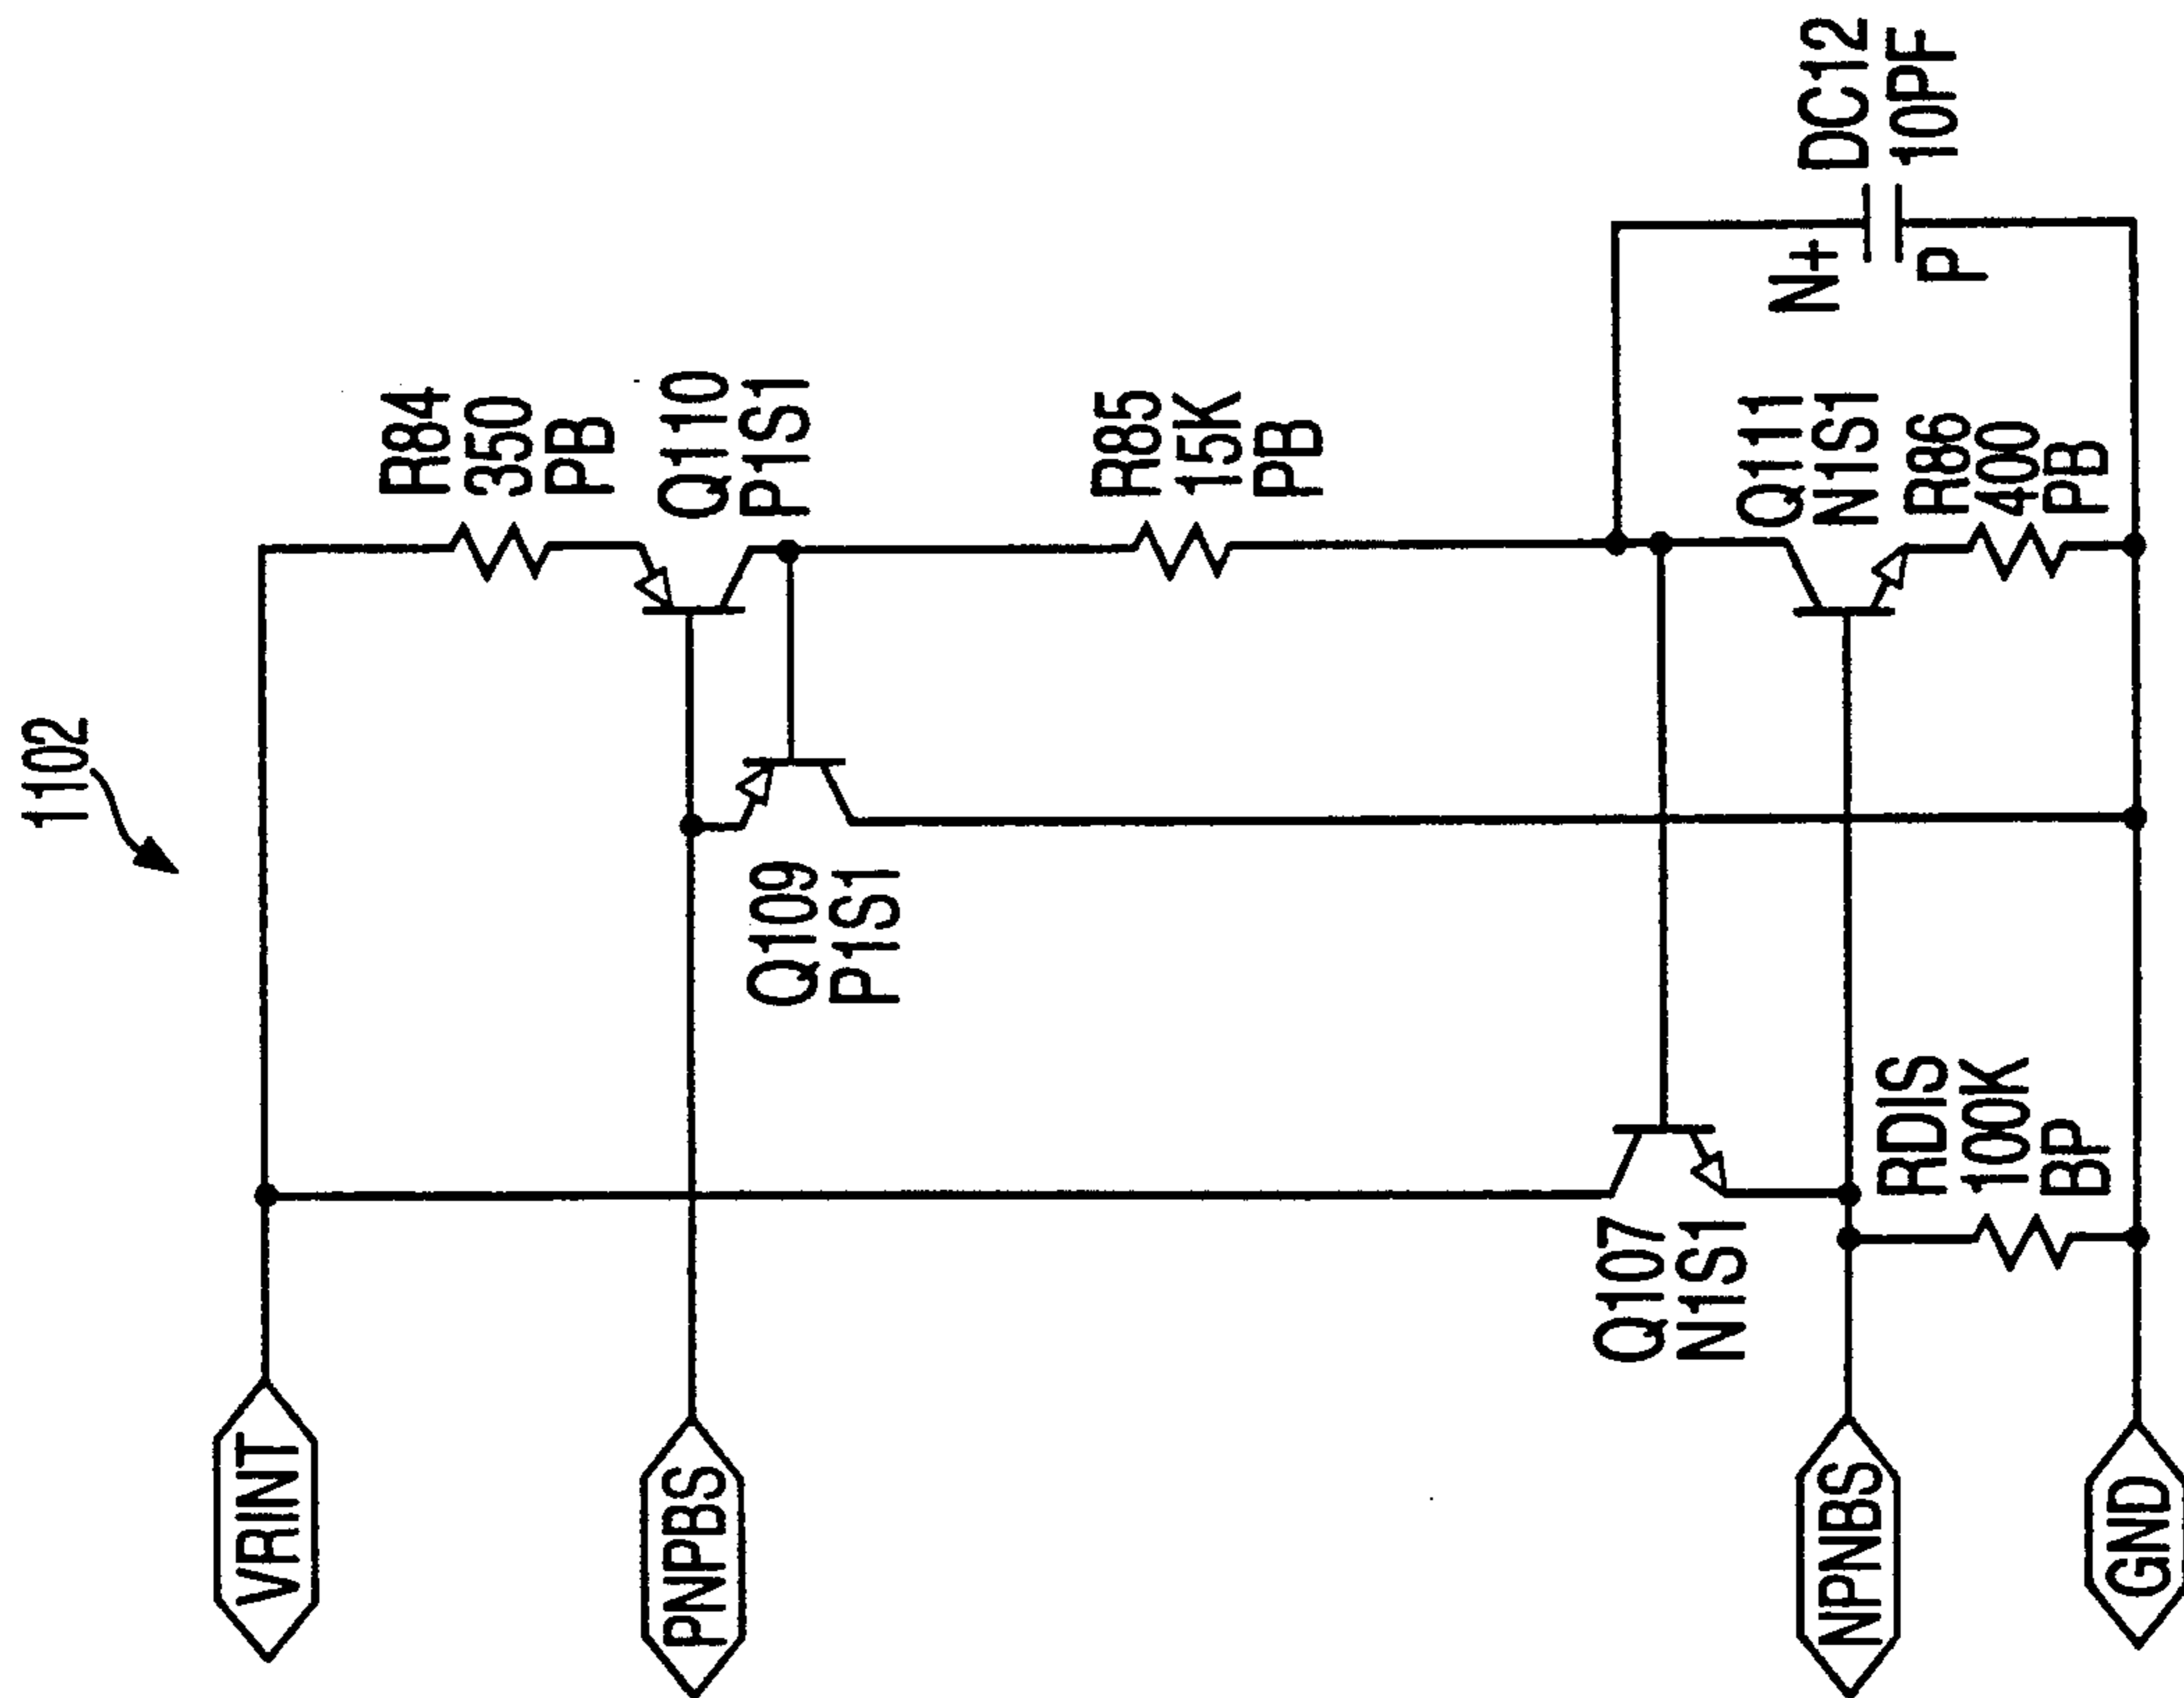 1102
R84
350
PB
Q110
P1S1
R85
15K
PB
DC12
10PF
N+
P
Q111
N1S1
R86
400
PB
Q109
P1S1
Q107
N1S1
RDIS
100K
BP
VRINT
PNPBS
NPNBS
GND